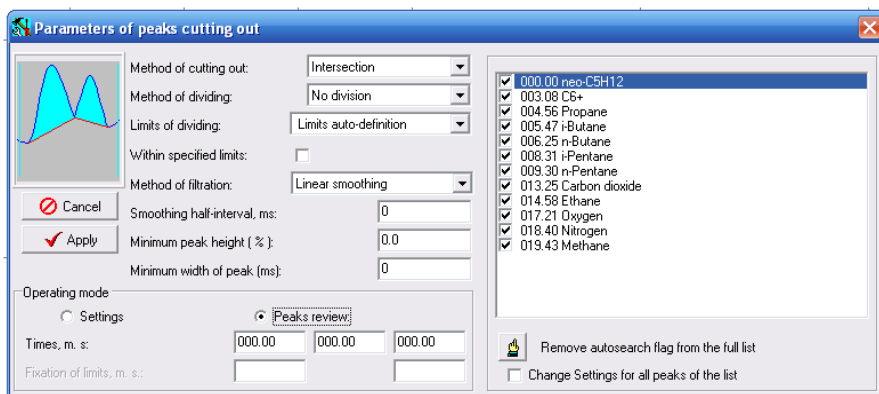 Parameters of peaks cutting out
Method of cutting out: Intersection
Method of dividing: No division
Limits of dividing: Limits auto-definition
Within specified limits:
Method of filtration: Linear smoothing
Cancel
Smoothing half-interval, ms: 0
Apply
Minimum peak height ( % ): 0.0
Minimum width of peak (ms): 0
Operating mode
Settings
Peaks review:
Times, m. s: 000.00 000.00 000.00
Fixation of limits, m. s.:
000.00 neo-C5H12
003.08 C6+
004.56 Propane
005.47 i-Butane
006.25 n-Butane
008.31 i-Pentane
009.30 n-Pentane
013.25 Carbon dioxide
014.58 Ethane
017.21 Oxygen
018.40 Nitrogen
019.43 Methane
Remove autosearch flag from the full list
Change Settings for all peaks of the list